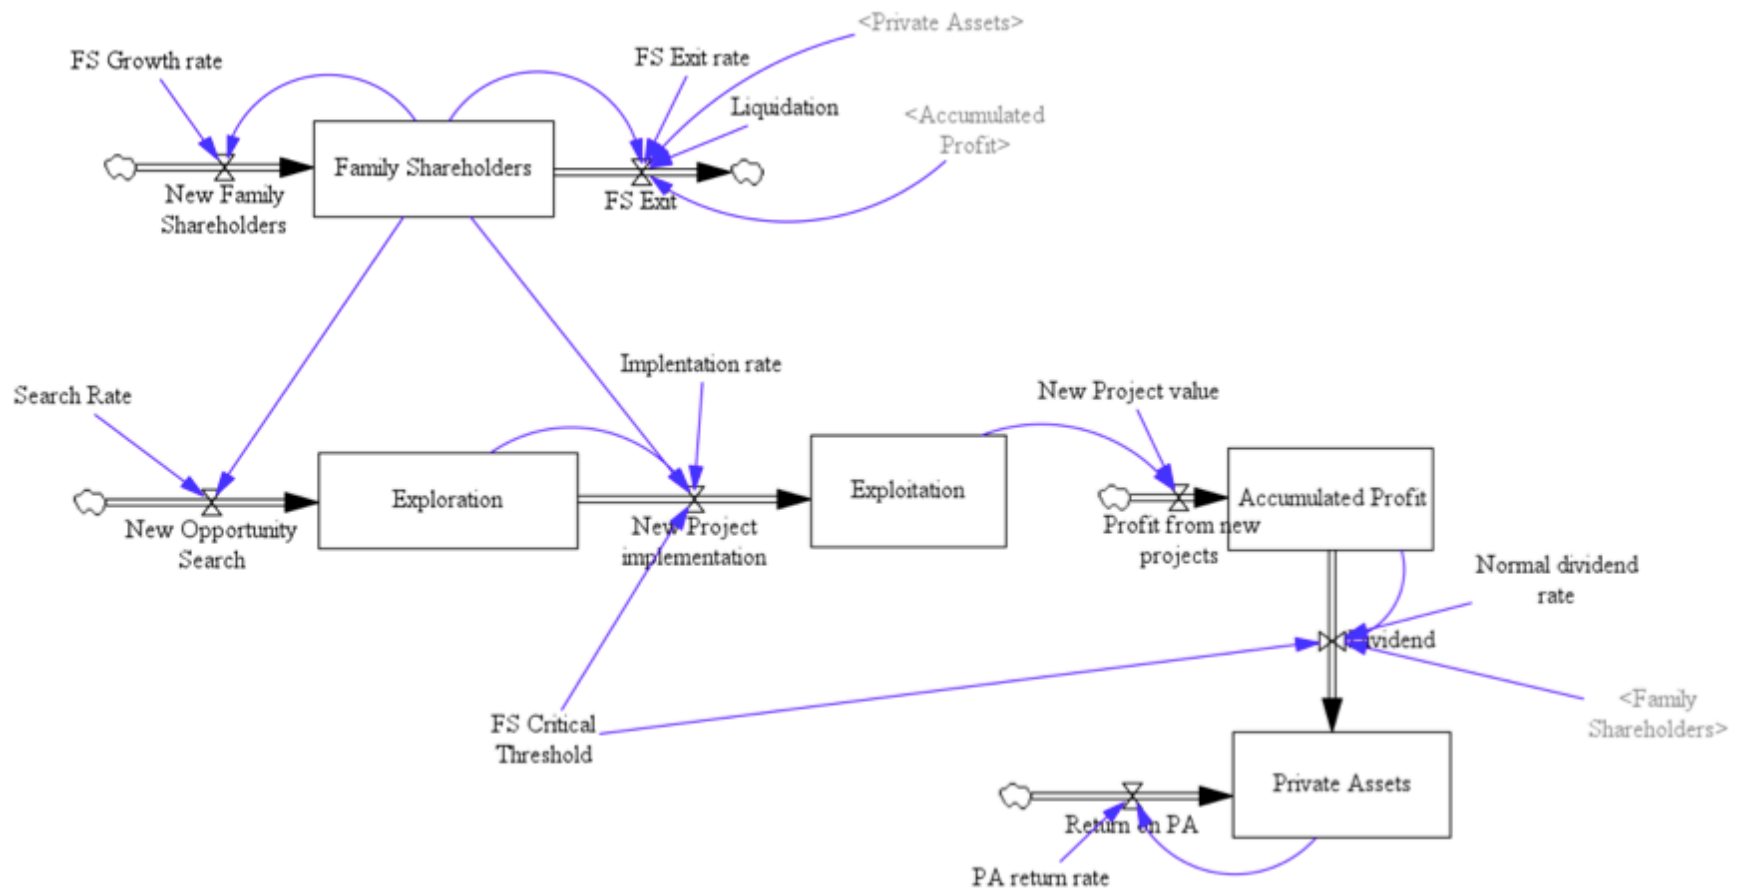 <Private Assets>
FS Growth rate
FS Exit rate
Liquidation
<Accumulated
Profit>
Family Shareholders
New Family
Shareholders
FS Exit
Implentation rate
Search Rate
New Project value
Exploration
Exploitation
Accumulated Profit
New Opportunity
Search
New Project
implementation
Profit from new
projects
Normal dividend
rate
Dividend
<Family
Shareholders>
FS Critical
Threshold
Private Assets
Return on PA
PA return rate